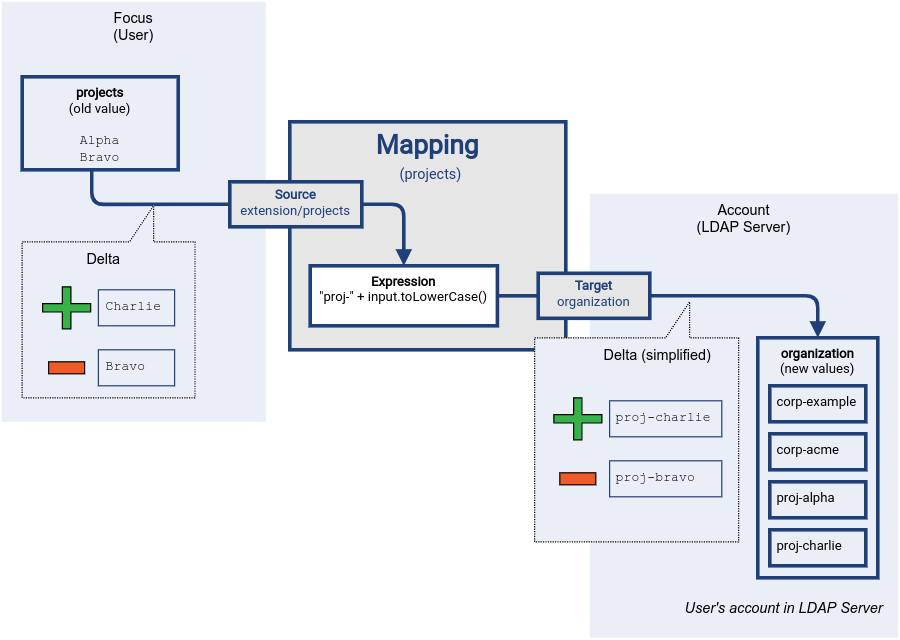 Focus
(User)
projects
(old value)
Alpha
Bravo
Mapping
(projects)
Source
extension/projects
Delta
Charlie
Bravo
Expression
"proj-" + input.toLowerCase()
Target
organization
Account
(LDAP Server)
Delta (simplified)
proj-charlie
proj-bravo
organization
(new values)
corp-example
corp-acme
proj-alpha
proj-charlie
User's account in LDAP Server